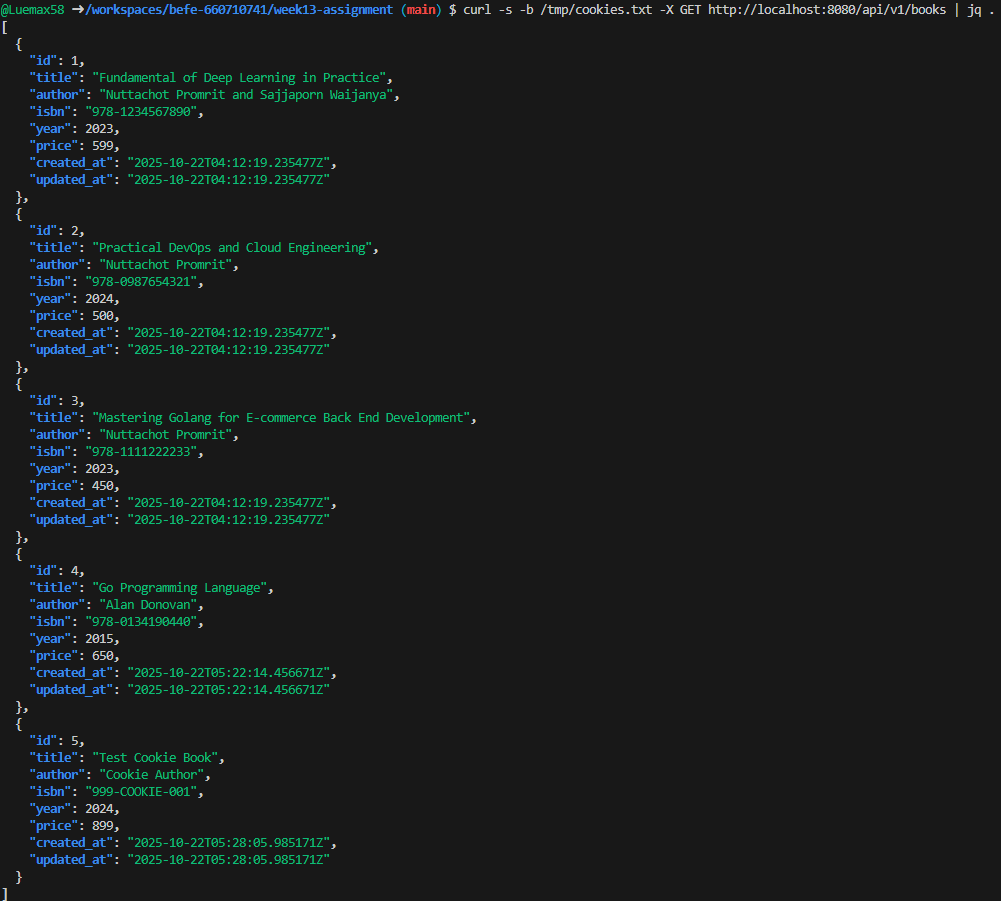 @Luemax58 ➜/workspaces/befe-660710741/week13-assignment (main) $ curl -s -b /tmp/cookies.txt -X GET http://localhost:8080/api/v1/books | jq .
[
  {
    "id": 1,
    "title": "Fundamental of Deep Learning in Practice",
    "author": "Nuttachot Promrit and Sajjaporn Waijanya",
    "isbn": "978-1234567890",
    "year": 2023,
    "price": 599,
    "created_at": "2025-10-22T04:12:19.235477Z",
    "updated_at": "2025-10-22T04:12:19.235477Z"
  },
  {
    "id": 2,
    "title": "Practical DevOps and Cloud Engineering",
    "author": "Nuttachot Promrit",
    "isbn": "978-0987654321",
    "year": 2024,
    "price": 500,
    "created_at": "2025-10-22T04:12:19.235477Z",
    "updated_at": "2025-10-22T04:12:19.235477Z"
  },
  {
    "id": 3,
    "title": "Mastering Golang for E-commerce Back End Development",
    "author": "Nuttachot Promrit",
    "isbn": "978-1111222233",
    "year": 2023,
    "price": 450,
    "created_at": "2025-10-22T04:12:19.235477Z",
    "updated_at": "2025-10-22T04:12:19.235477Z"
  },
  {
    "id": 4,
    "title": "Go Programming Language",
    "author": "Alan Donovan",
    "isbn": "978-0134190440",
    "year": 2015,
    "price": 650,
    "created_at": "2025-10-22T05:22:14.456671Z",
    "updated_at": "2025-10-22T05:22:14.456671Z"
  },
  {
    "id": 5,
    "title": "Test Cookie Book",
    "author": "Cookie Author",
    "isbn": "999-COOKIE-001",
    "year": 2024,
    "price": 899,
    "created_at": "2025-10-22T05:28:05.985171Z",
    "updated_at": "2025-10-22T05:28:05.985171Z"
  }
]